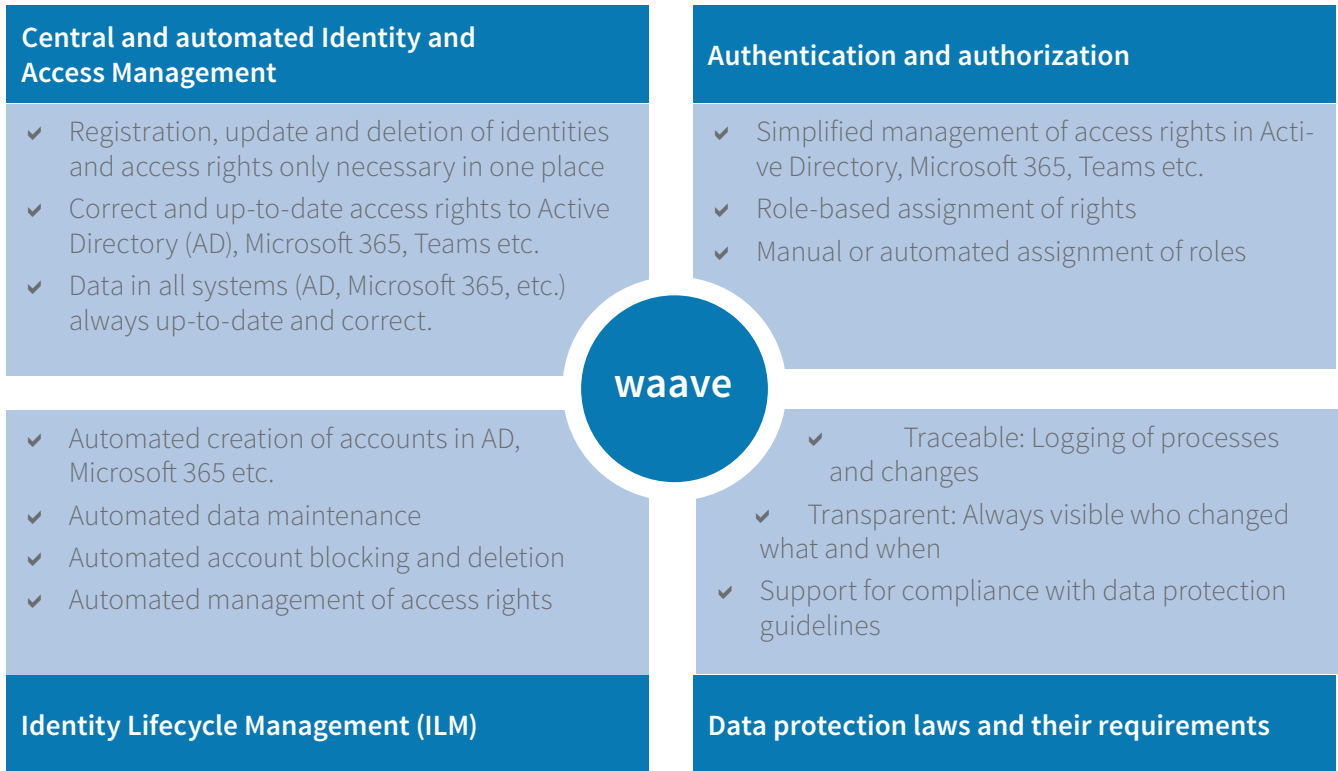 Central and automated Identity and
Access Management
Registration, update and deletion of identities
and access rights only necessary in one place
Correct and up-to-date access rights to Active
Directory (AD), Microsoft 365, Teams etc.
Data in all systems (AD, Microsoft 365, etc.)
always up-to-date and correct.
Authentication and authorization
Simplified management of access rights in Acti-
ve Directory, Microsoft 365, Teams etc.
Role-based assignment of rights
Manual or automated assignment of roles
waave
Automated creation of accounts in AD,
Microsoft 365 etc.
Automated data maintenance
Automated account blocking and deletion
Automated management of access rights
Identity Lifecycle Management (ILM)
Traceable: Logging of processes
and changes
Transparent: Always visible who changed
what and when
Support for compliance with data protection
guidelines
Data protection laws and their requirements